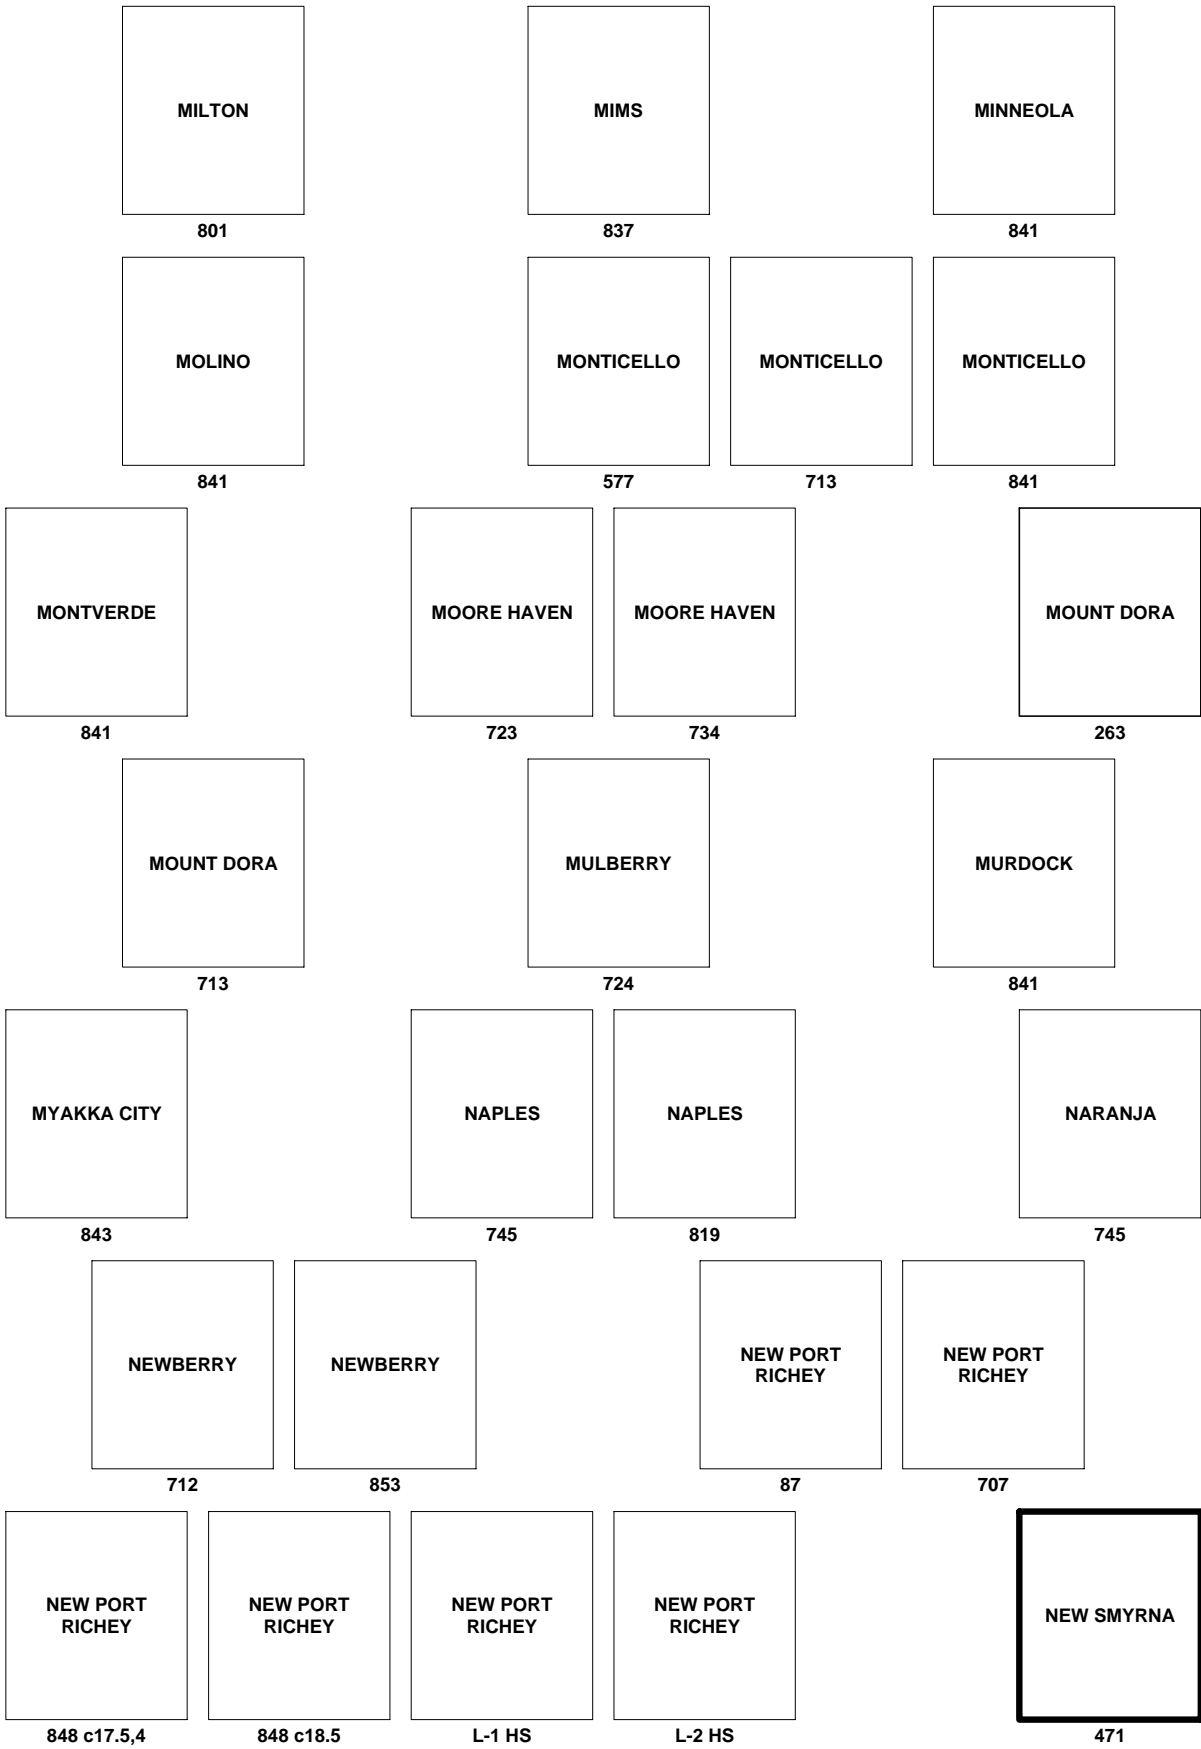 MILTON
MIMS
MINNEOLA
801
837
841
MOLINO
MONTICELLO
MONTICELLO
MONTICELLO
841
577
713
841
MONTVERDE
MOORE HAVEN
MOORE HAVEN
MOUNT DORA
841
723
734
263
MOUNT DORA
MULBERRY
MURDOCK
713
724
841
MYAKKA CITY
NAPLES
NAPLES
NARANJA
843
745
819
745
NEWBERRY
NEWBERRY
NEW PORT
RICHEY
NEW PORT
RICHEY
712
853
87
707
NEW PORT
RICHEY
NEW PORT
RICHEY
NEW PORT
RICHEY
NEW PORT
RICHEY
NEW SMYRNA
848 c17.5,4
848 c18.5
L-1 HS
L-2 HS
471